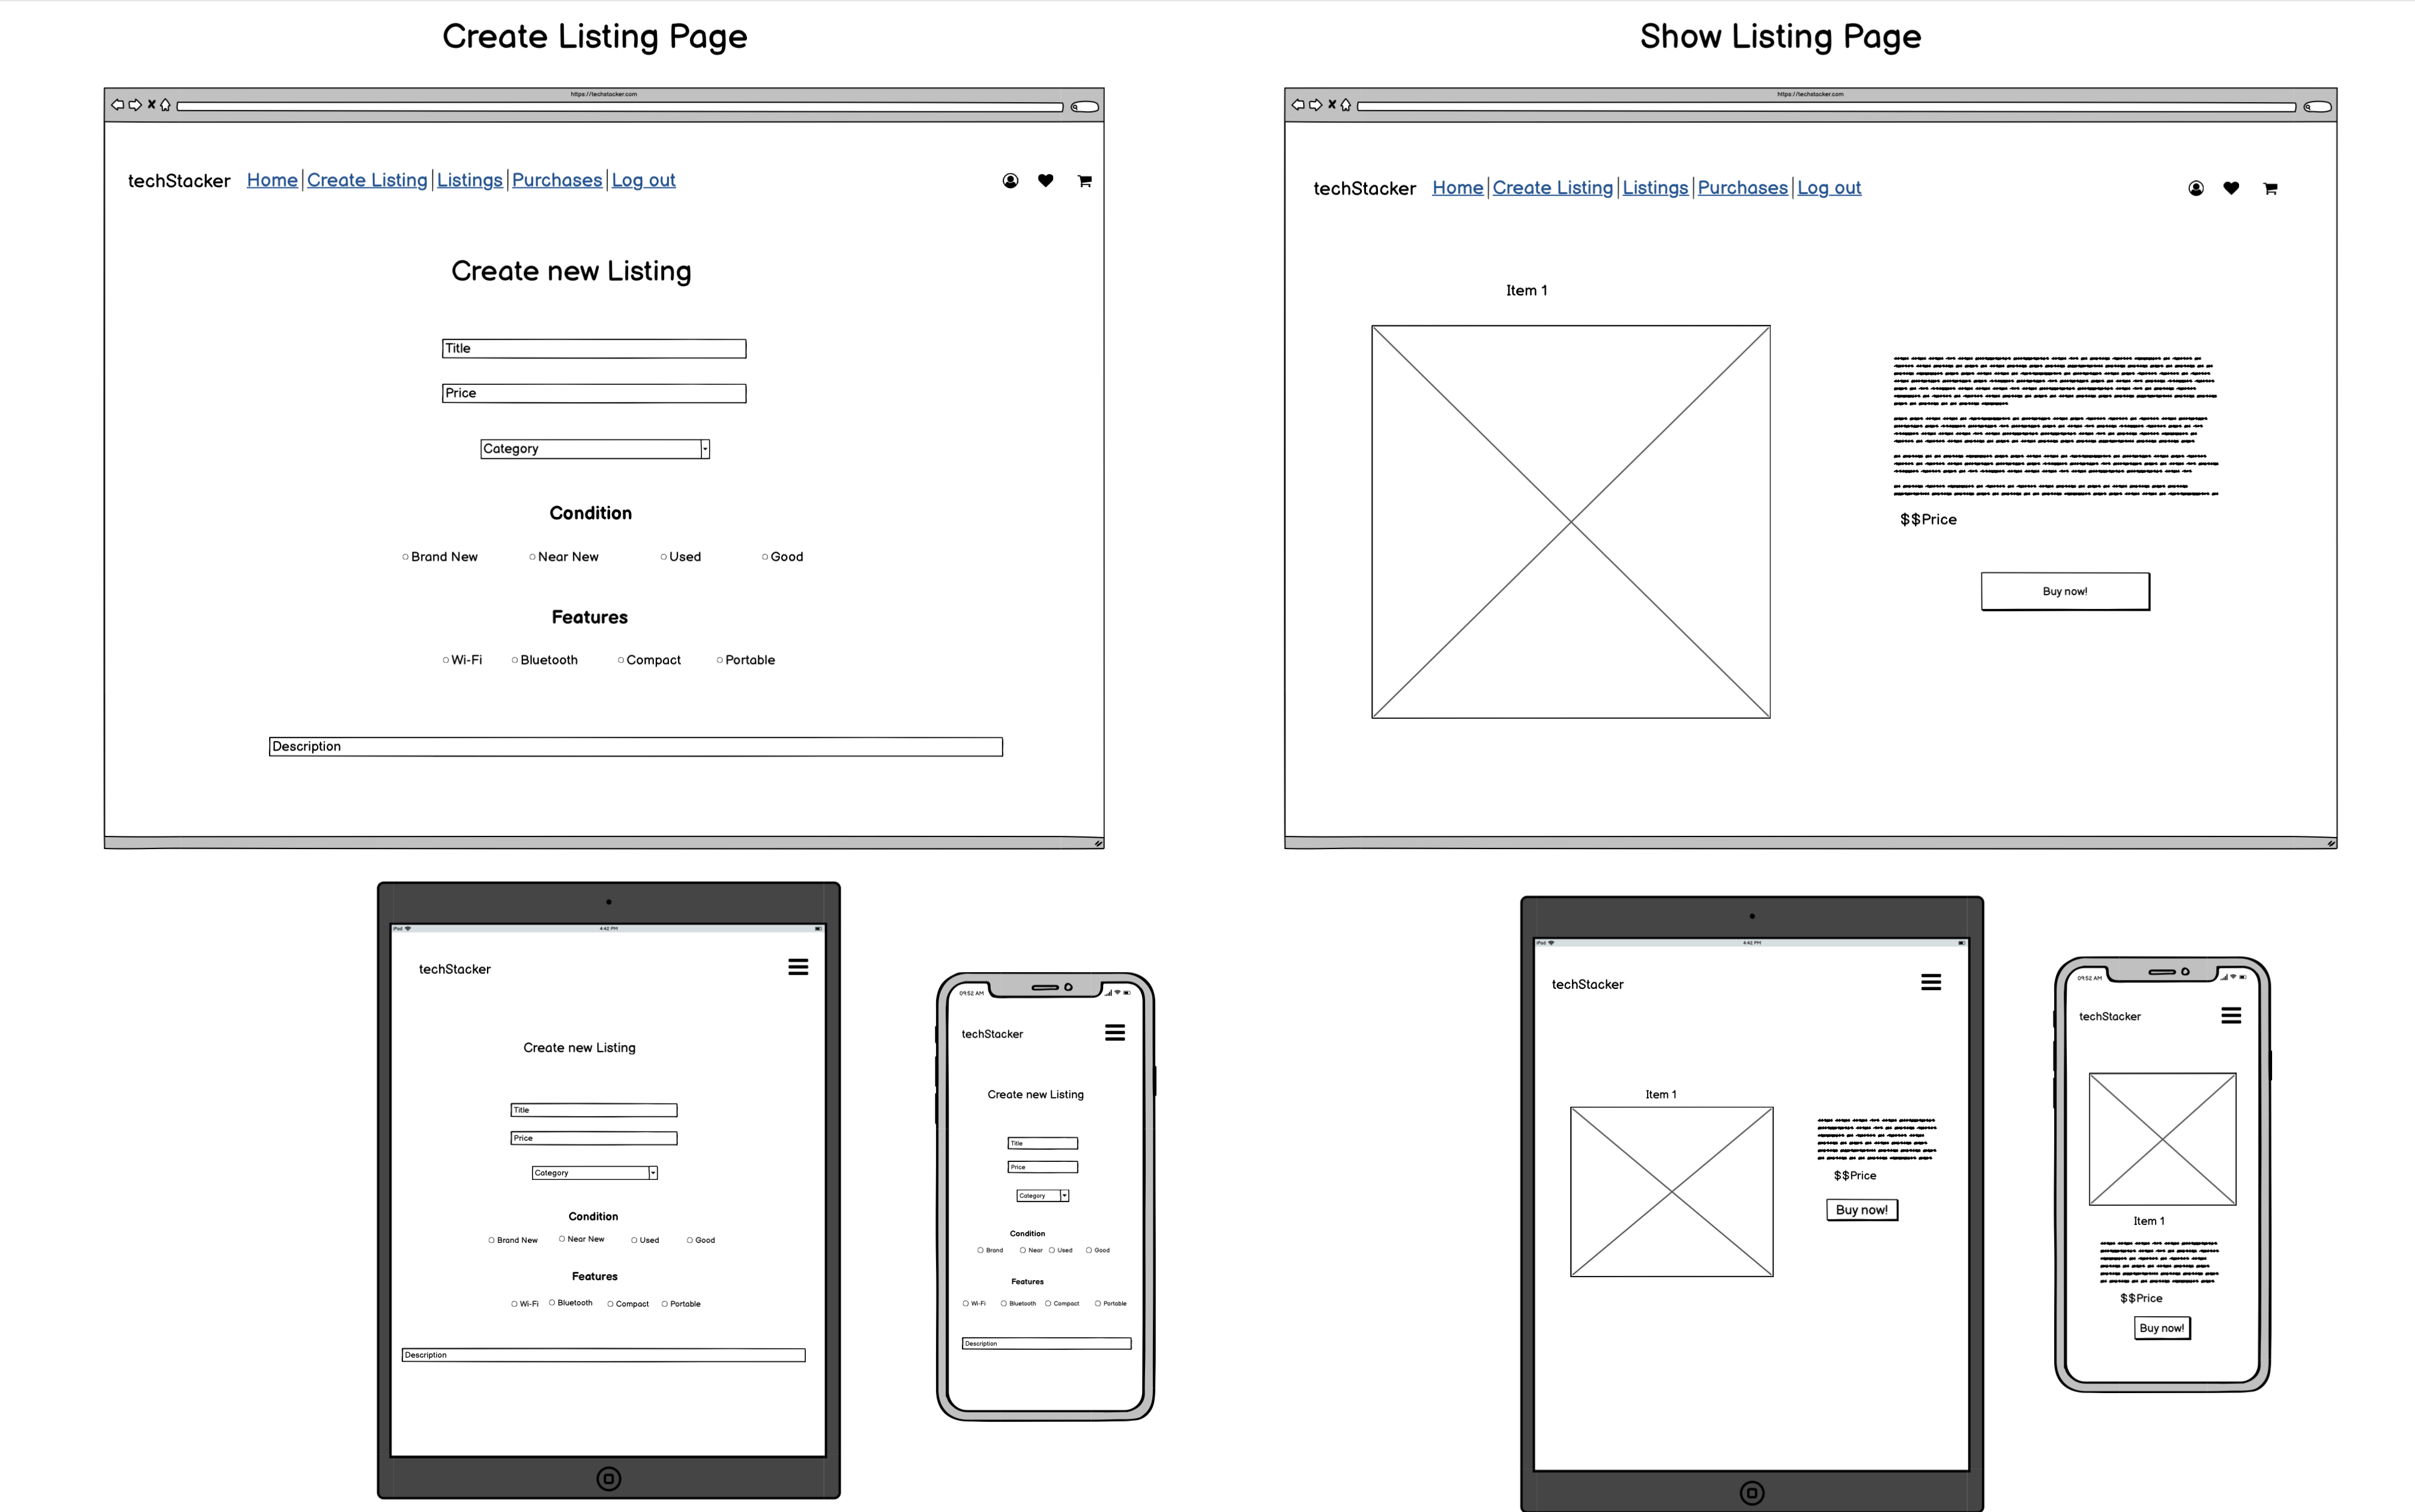 Create Listing Page
https://techstacker.com
techStacker Home Create Listing Listings Purchases Log out
Create new Listing
Title
Price
Category
Condition
Brand New Near New Used Good
Features
Wi-Fi Bluetooth Compact Portable
Description
iPad 4:42 PM
techStacker
Create new Listing
Title
Price
Category
Condition
Brand New Near New Used Good
Features
Wi-Fi Bluetooth Compact Portable
Description
09:52 AM
techStacker
Create new Listing
Title
Price
Category
Condition
Brand Near Used Good
Features
Wi-Fi Bluetooth Compact Portable
Description
Show Listing Page
https://techstacker.com
techStacker Home Create Listing Listings Purchases Log out
Item 1
$$Price
Buy now!
iPad 4:42 PM
techStacker
Item 1
$$Price
Buy now!
09:52 AM
techStacker
Item 1
$$Price
Buy now!